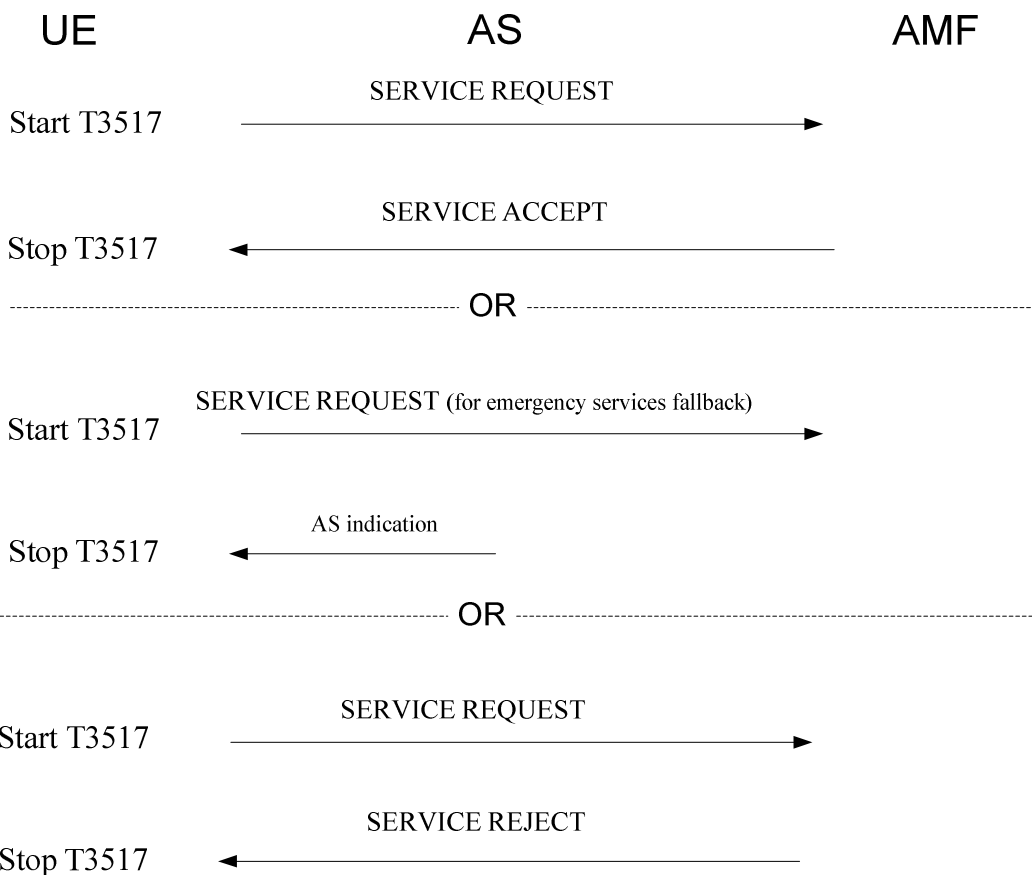 UE AS AMF
SERVICE REQUEST
Start T3517
SERVICE ACCEPT
Stop T3517
OR
SERVICE REQUEST (for emergency services fallback)
Start T3517
AS indication
Stop T3517
OR
SERVICE REQUEST
Start T3517
SERVICE REJECT
Stop T3517